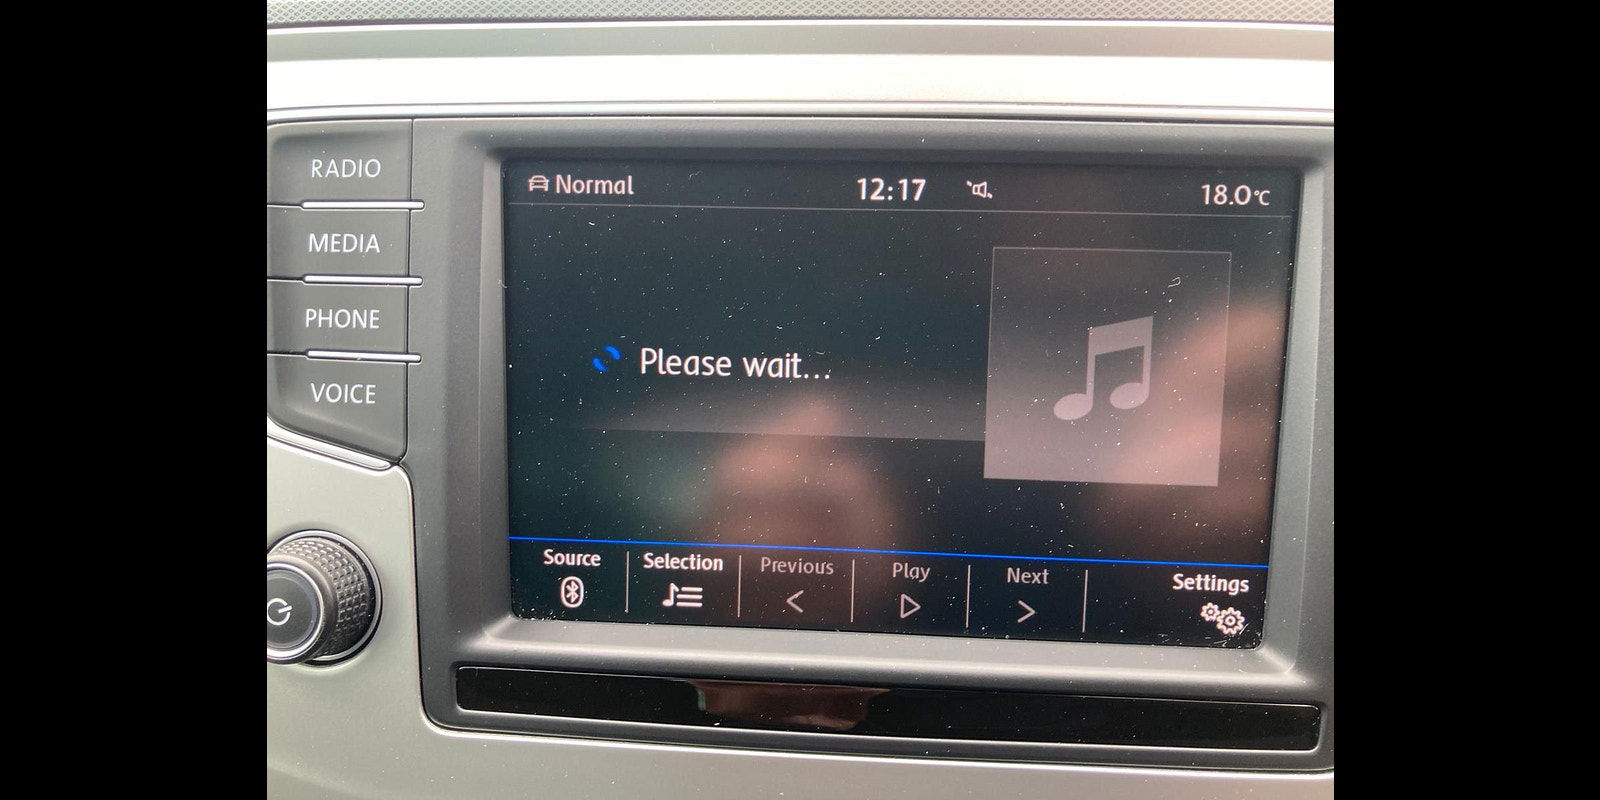 RADIO
MEDIA
PHONE
VOICE
Normal
12:17
18.0°C
Please wait...
Source
Selection
Previous
Play
Next
Settings